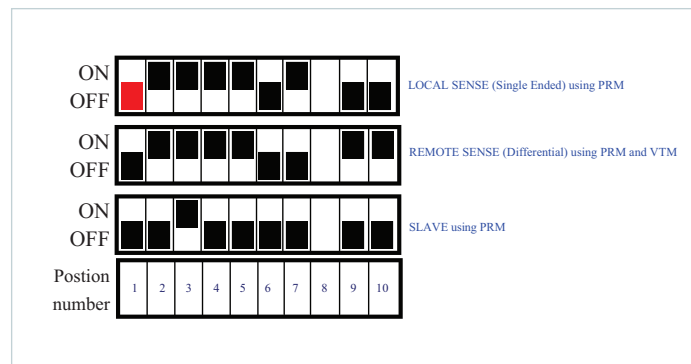 ON
OFF
LOCAL SENSE (Single Ended) using PRM
ON
OFF
REMOTE SENSE (Differential) using PRM and VTM
ON
OFF
SLAVE using PRM
Postion
number
1 2 3 4 5 6 7 8 9 10